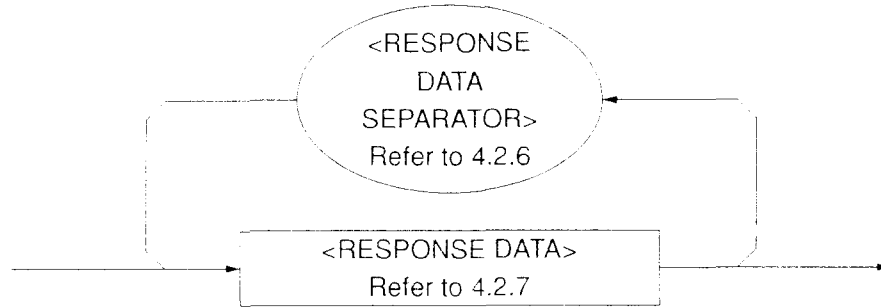 <RESPONSE
DATA
SEPARATOR>
Refer to 4.2.6
<RESPONSE DATA>
Refer to 4.2.7